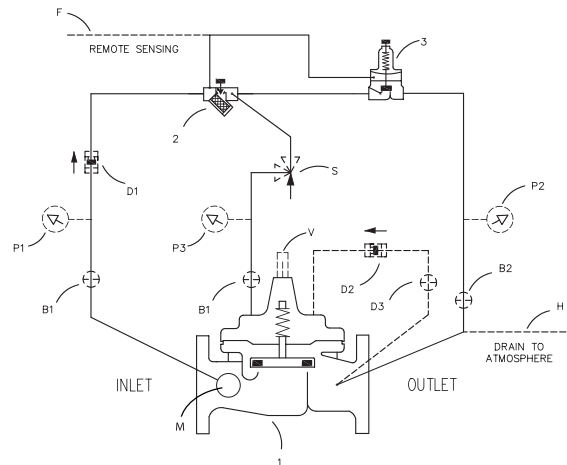 F
REMOTE SENSING
3
2
D1
S
P1
P3
V
P2
D2
B1
B1
D3
B2
H
DRAIN TO
ATMOSPHERE
INLET
OUTLET
M
1